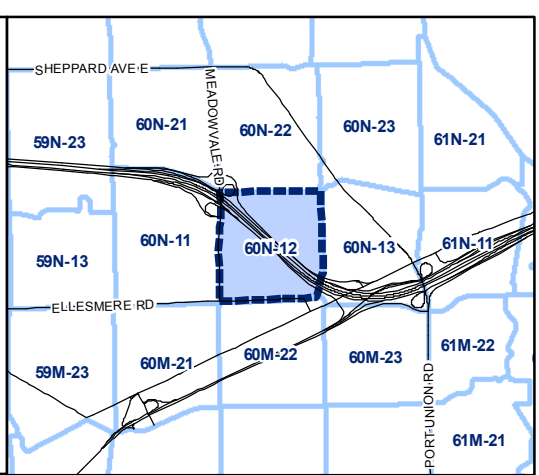 SHEPPARD AVE E
MEADOWVALE RD
59N-23
60N-21
60N-22
60N-23
61N-21
59N-13
60N-11
60N-12
60N-13
61N-11
ELLESMERE RD
59M-23
60M-21
60M-22
60M-23
61M-22
PORT UNION RD
61M-21